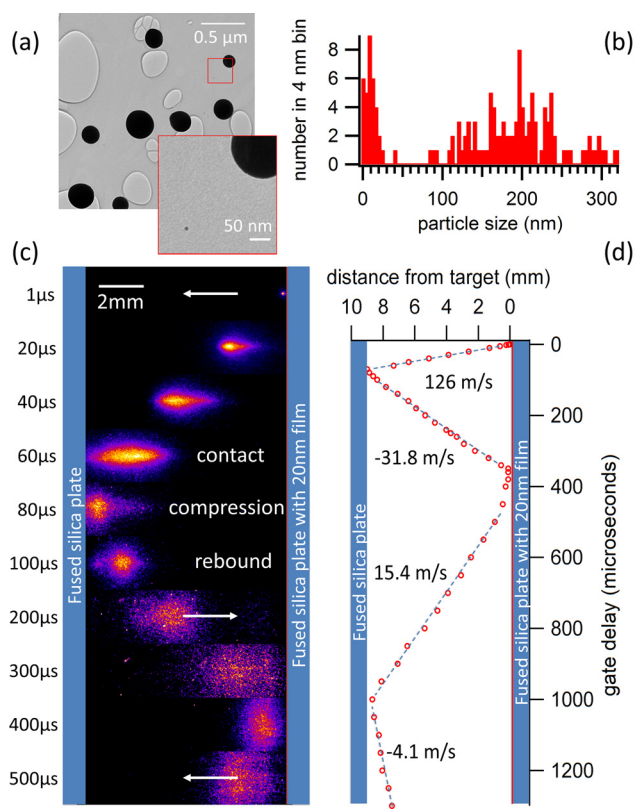 (a)
0.5 µm
50 nm
(b)
number in 4 nm bin
8
6
4
2
0
0 100 200 300
particle size (nm)
(c)
2mm
1µs
20µs
40µs
60µs
80µs
100µs
200µs
300µs
400µs
500µs
contact
compression
rebound
Fused silica plate
Fused silica plate with 20nm film
(d)
distance from target (mm)
10 8 6 4 2 0
0
200
400
600
800
1000
1200
gate delay (microseconds)
126 m/s
-31.8 m/s
15.4 m/s
-4.1 m/s
Fused silica plate
Fused silica plate with 20nm film